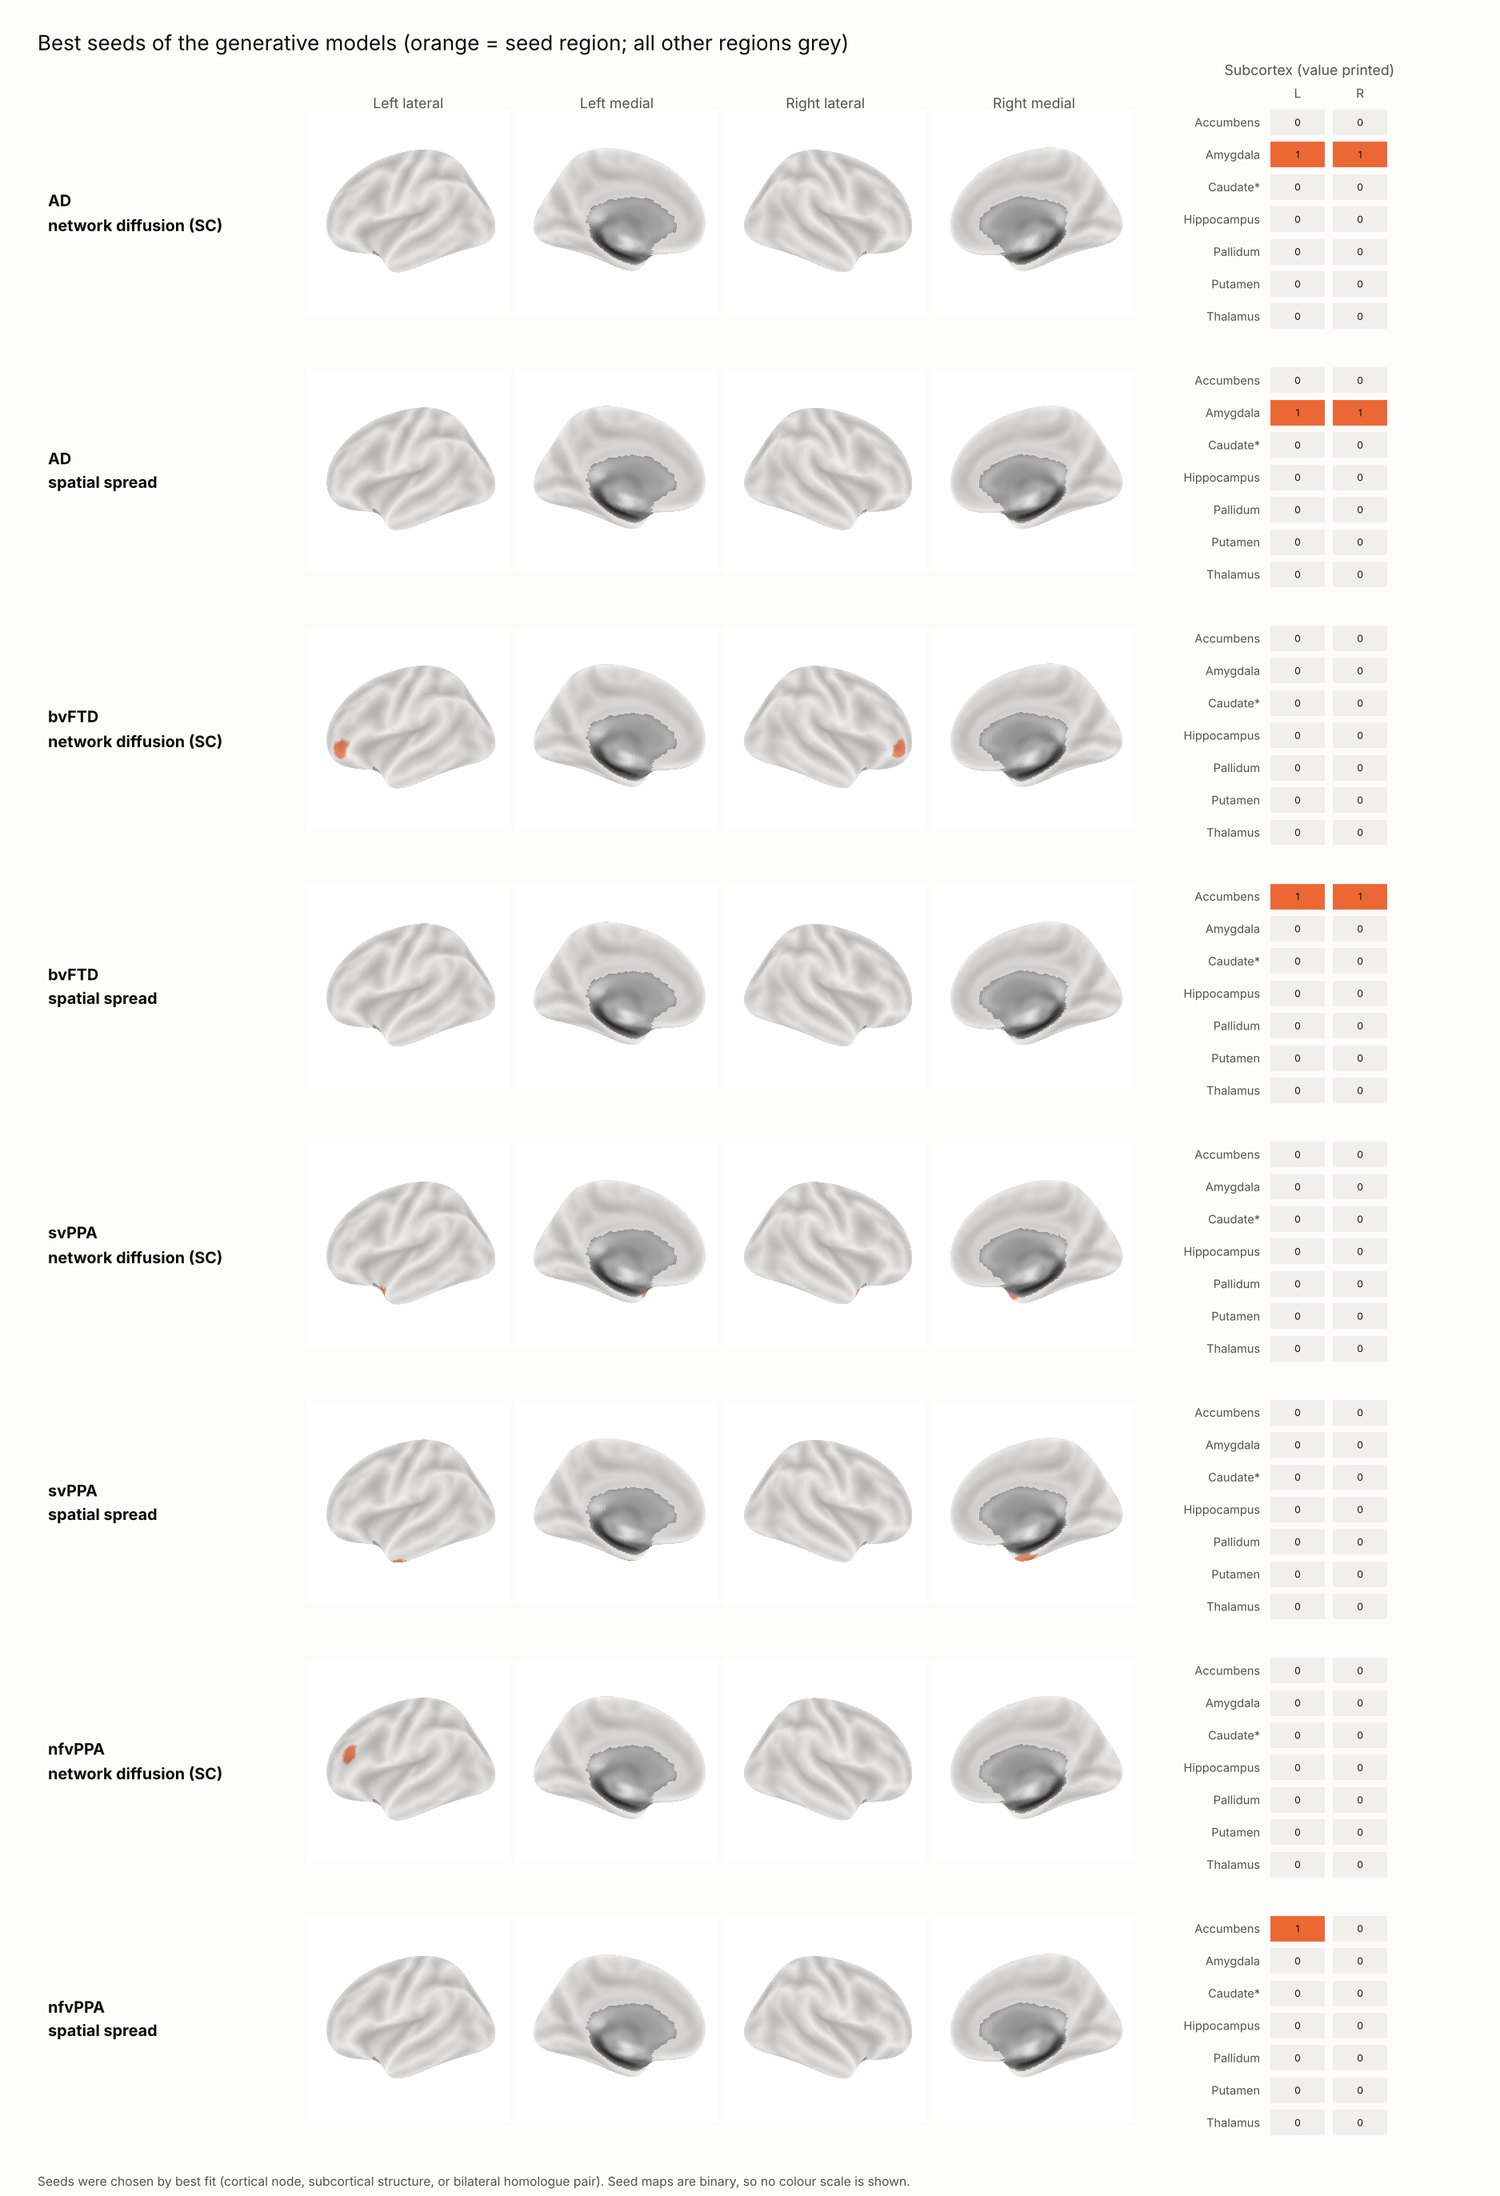 Best seeds of the generative models (orange = seed region; all other regions grey)
Subcortex (value printed)
Left lateral Left medial Right lateral Right medial
L R
AD
network diffusion (SC)
Accumbens 0 0
Amygdala 1 1
Caudate* 0 0
Hippocampus 0 0
Pallidum 0 0
Putamen 0 0
Thalamus 0 0
AD
spatial spread
Accumbens 0 0
Amygdala 1 1
Caudate* 0 0
Hippocampus 0 0
Pallidum 0 0
Putamen 0 0
Thalamus 0 0
bvFTD
network diffusion (SC)
Accumbens 0 0
Amygdala 0 0
Caudate* 0 0
Hippocampus 0 0
Pallidum 0 0
Putamen 0 0
Thalamus 0 0
bvFTD
spatial spread
Accumbens 1 1
Amygdala 0 0
Caudate* 0 0
Hippocampus 0 0
Pallidum 0 0
Putamen 0 0
Thalamus 0 0
svPPA
network diffusion (SC)
Accumbens 0 0
Amygdala 0 0
Caudate* 0 0
Hippocampus 0 0
Pallidum 0 0
Putamen 0 0
Thalamus 0 0
svPPA
spatial spread
Accumbens 0 0
Amygdala 0 0
Caudate* 0 0
Hippocampus 0 0
Pallidum 0 0
Putamen 0 0
Thalamus 0 0
nfvPPA
network diffusion (SC)
Accumbens 0 0
Amygdala 0 0
Caudate* 0 0
Hippocampus 0 0
Pallidum 0 0
Putamen 0 0
Thalamus 0 0
nfvPPA
spatial spread
Accumbens 1 0
Amygdala 0 0
Caudate* 0 0
Hippocampus 0 0
Pallidum 0 0
Putamen 0 0
Thalamus 0 0
Seeds were chosen by best fit (cortical node, subcortical structure, or bilateral homologue pair). Seed maps are binary, so no colour scale is shown.